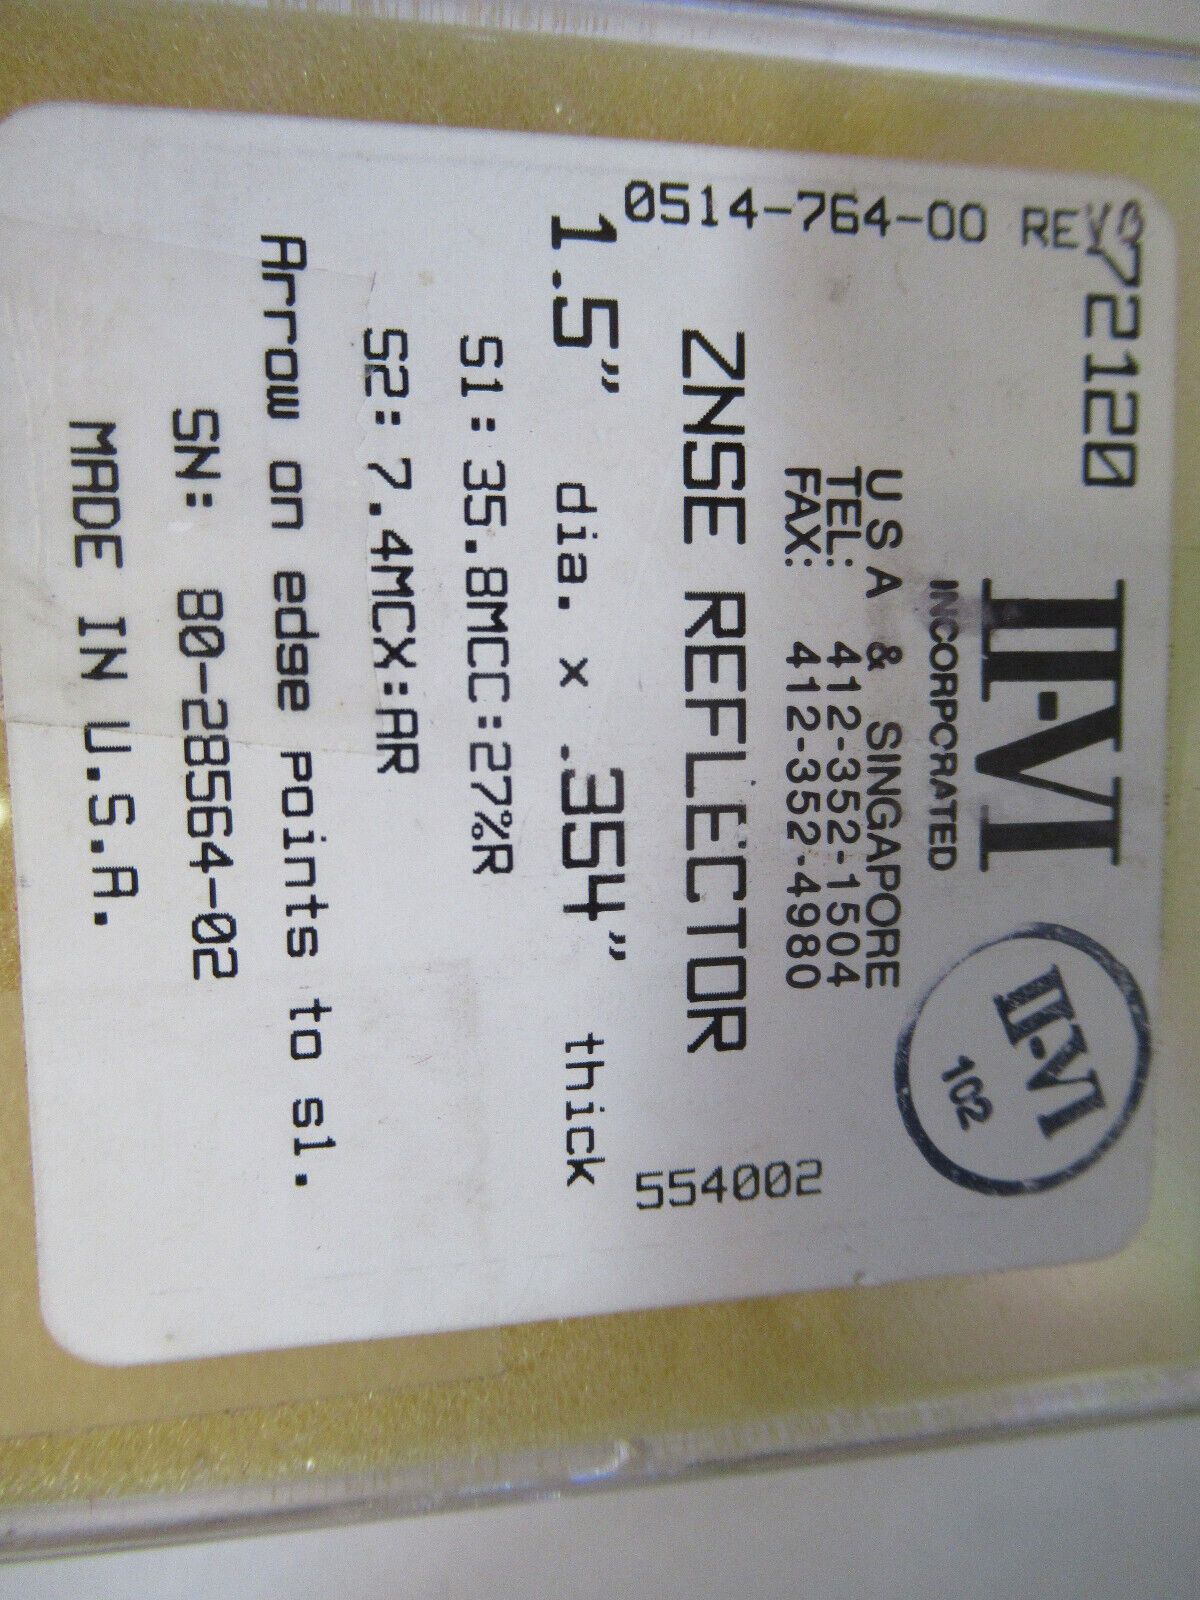 72120
II-VI
INCORPORATED
II-VI
102
U S A & SINGAPORE
TEL: 412-352-1504
FAX: 412-352-4980
0514-764-00 REV B
554002
ZNSE REFLECTOR
1.5" dia. x .354" thick
S1:35.8MCC:27%R
S2:7.4MCX:AR
Arrow on edge points to s1.
SN: 80-28564-02
MADE IN U.S.A.